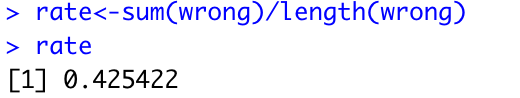 > rate<-sum(wrong)/length(wrong)
> rate
[1] 0.425422